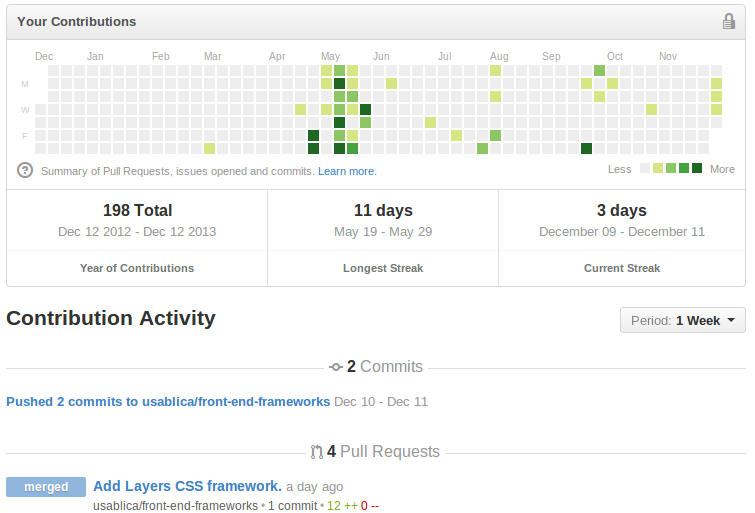 Your Contributions
Dec Jan Feb Mar Apr May Jun Jul Aug Sep Oct Nov
M
W
F
? Summary of Pull Requests, issues opened and commits. Learn more. Less More
198 Total 11 days 3 days
Dec 12 2012 - Dec 12 2013 May 19 - May 29 December 09 - December 11
Year of Contributions Longest Streak Current Streak
Contribution Activity Period: 1 Week
2 Commits
Pushed 2 commits to usablica/front-end-frameworks Dec 10 - Dec 11
4 Pull Requests
merged Add Layers CSS framework. a day ago
usablica/front-end-frameworks • 1 commit • 12 ++ 0 --